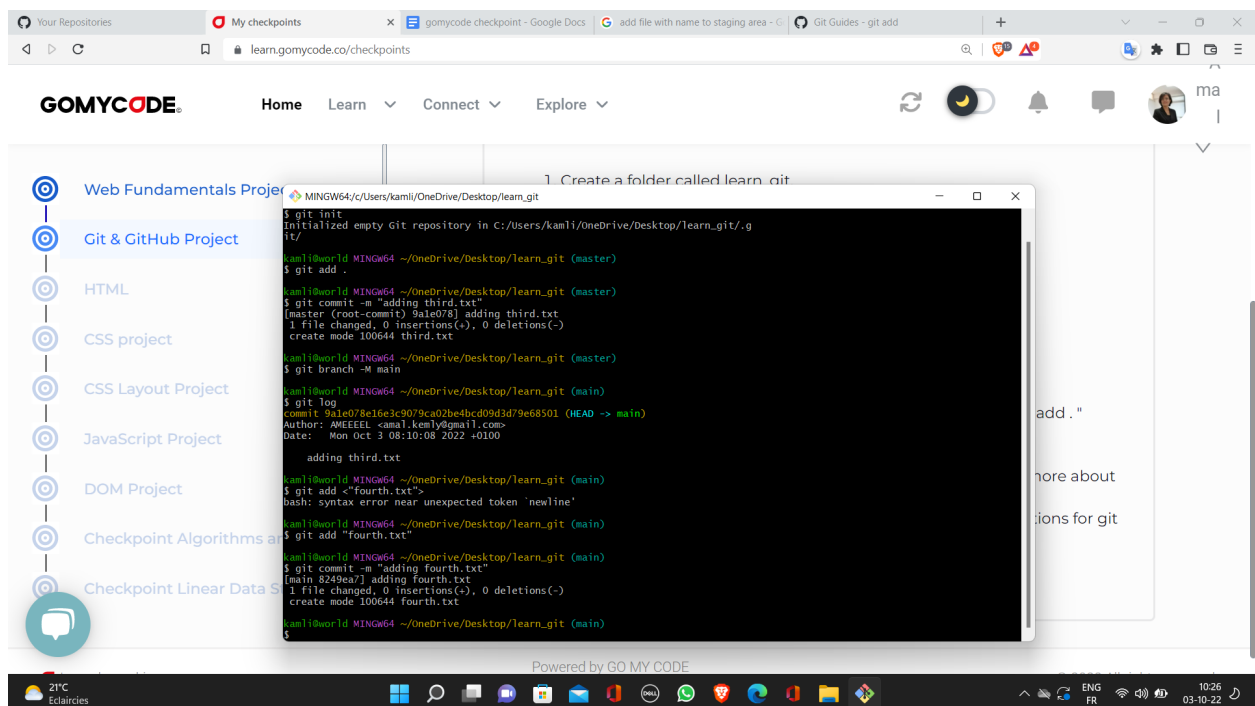 Your Repositories
My checkpoints
gomycode checkpoint - Google Docs
add file with name to staging area - G
Git Guides - git add
learn.gomycode.co/checkpoints
15
4
GOMYCODE
Home
Learn
Connect
Explore
ma
l
1. Create a folder called learn_git
Web Fundamentals Proje
Git & GitHub Project
HTML
CSS project
CSS Layout Project
JavaScript Project
DOM Project
Checkpoint Algorithms an
Checkpoint Linear Data S
MINGW64:/c/Users/kamli/OneDrive/Desktop/learn_git
$ git init
Initialized empty Git repository in C:/Users/kamli/OneDrive/Desktop/learn_git/.g
it/
kamli@world MINGW64 ~/OneDrive/Desktop/learn_git (master)
$ git add .
kamli@world MINGW64 ~/OneDrive/Desktop/learn_git (master)
$ git commit -m "adding third.txt"
[master (root-commit) 9a1e078] adding third.txt
1 file changed, 0 insertions(+), 0 deletions(-)
create mode 100644 third.txt
kamli@world MINGW64 ~/OneDrive/Desktop/learn_git (master)
$ git branch -M main
kamli@world MINGW64 ~/OneDrive/Desktop/learn_git (main)
$ git log
commit 9a1e078e16e3c9079ca02be4bcd09d3d79e68501 (HEAD -> main)
Author: AMEEEEL <amal.kemly@gmail.com>
Date: Mon Oct 3 08:10:08 2022 +0100
adding third.txt
kamli@world MINGW64 ~/OneDrive/Desktop/learn_git (main)
$ git add <"fourth.txt">
bash: syntax error near unexpected token `newline'
kamli@world MINGW64 ~/OneDrive/Desktop/learn_git (main)
$ git add "fourth.txt"
kamli@world MINGW64 ~/OneDrive/Desktop/learn_git (main)
$ git commit -m "adding fourth.txt"
[main 8249ea7] adding fourth.txt
1 file changed, 0 insertions(+), 0 deletions(-)
create mode 100644 fourth.txt
kamli@world MINGW64 ~/OneDrive/Desktop/learn_git (main)
$
add . "
more about
tions for git
Powered by GO MY CODE
21°C
Eclaircies
DELL
ENG
FR
10:26
03-10-22